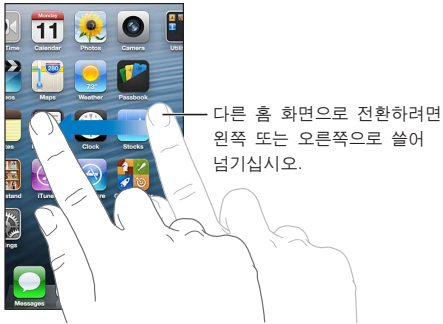 Monday
11
Time
Calendar
Photos
Camera
Utili
280
73°
Maps
Weather
Passbook
Clock
Stocks
stand
iTune
ngs
Messages
다른 홈 화면으로 전환하려면
왼쪽 또는 오른쪽으로 쓸어
넘기십시오.